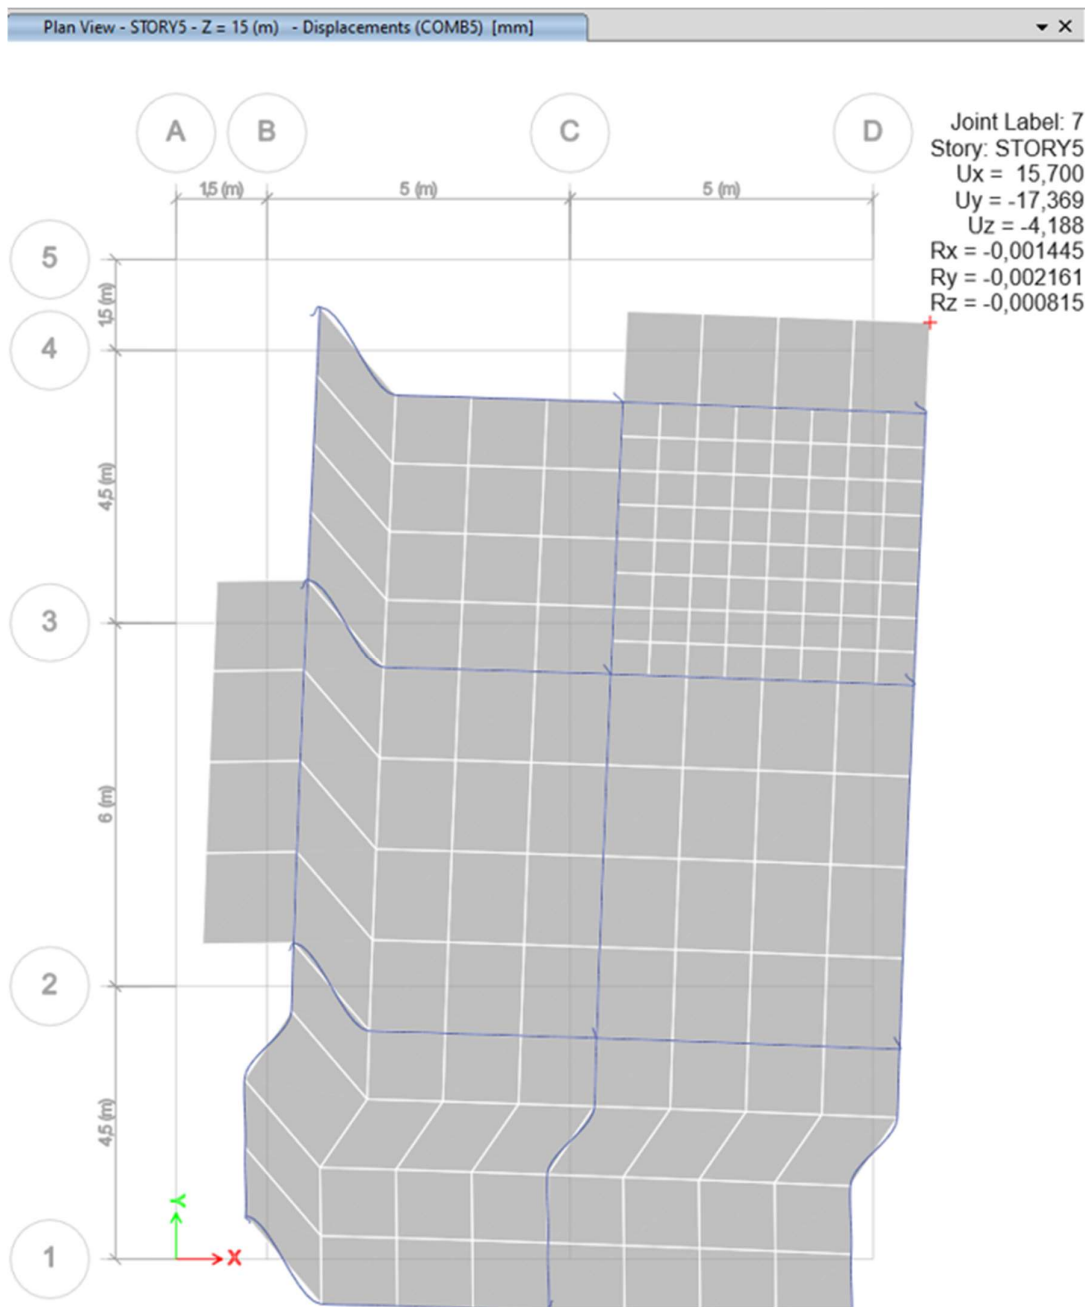 Plan View - STORY5 - Z = 15 (m) - Displacements (COMB5) [mm]
A B C D
Joint Label: 7
Story: STORY5
Ux = 15,700
Uy = -17,369
Uz = -4,188
Rx = -0,001445
Ry = -0,002161
Rz = -0,000815
1,5 (m) 5 (m) 5 (m)
5
1,5 (m)
4
4,5 (m)
3
6 (m)
2
4,5 (m)
Y
X
1